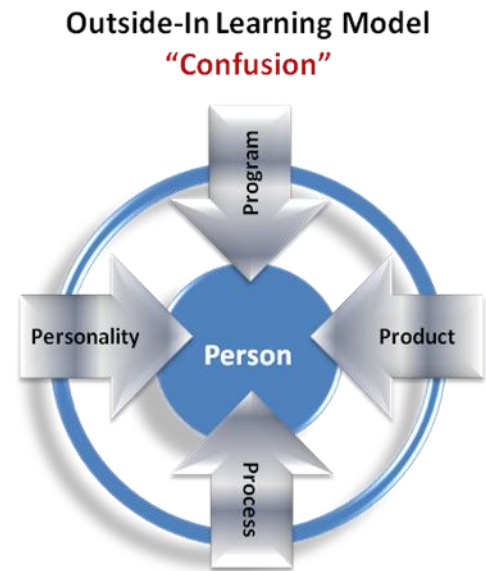 Outside-In Learning Model
“Confusion”
Program
Personality
Person
Product
Process